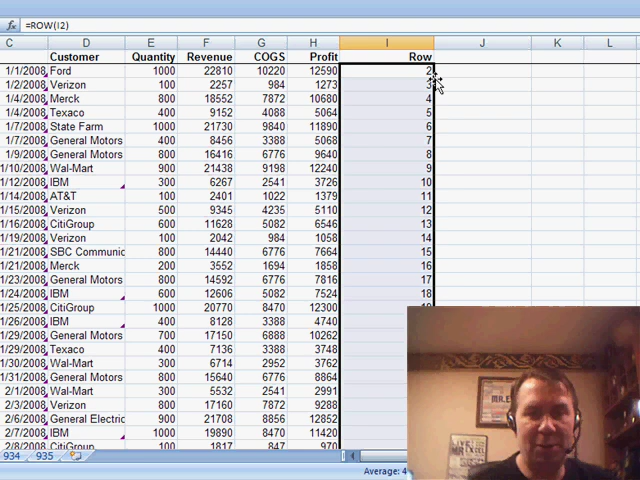 =ROW(I2)
C D E F G H I J K L
Customer Quantity Revenue COGS Profit Row
1/1/2008 Ford 1000 22810 10220 12590 2
1/2/2008 Verizon 100 2257 984 1273 3
1/4/2008 Merck 800 18552 7872 10680 4
1/4/2008 Texaco 400 9152 4088 5064 5
1/7/2008 State Farm 1000 21730 9840 11890 6
1/7/2008 General Motors 400 8456 3388 5068 7
1/9/2008 General Motors 800 16416 6776 9640 8
1/10/2008 Wal-Mart 900 21438 9198 12240 9
1/12/2008 IBM 300 6267 2541 3726 10
1/14/2008 AT&T 100 2401 1022 1379 11
1/15/2008 Verizon 500 9345 4235 5110 12
1/16/2008 CitiGroup 600 11628 5082 6546 13
1/19/2008 Verizon 100 2042 984 1058 14
1/21/2008 SBC Communic 800 14440 6776 7664 15
1/21/2008 Merck 200 3552 1694 1858 16
1/23/2008 General Motors 800 14592 6776 7816 17
1/24/2008 IBM 600 12606 5082 7524 18
1/25/2008 CitiGroup 1000 20770 8470 12300
1/26/2008 IBM 400 8128 3388 4740
1/29/2008 General Motors 700 17150 6888 10262
1/29/2008 Texaco 400 7136 3388 3748
1/30/2008 Wal-Mart 300 6714 2952 3762
1/31/2008 General Motors 800 15640 6776 8864
2/1/2008 Wal-Mart 300 5532 2541 2991
2/3/2008 Verizon 800 17160 7872 9288
2/6/2008 General Electric 900 21708 8856 12852
2/7/2008 IBM 1000 19890 8470 11420
2/8/2008 CitiGroup 100 1817 847 970
934 935
Average: 4